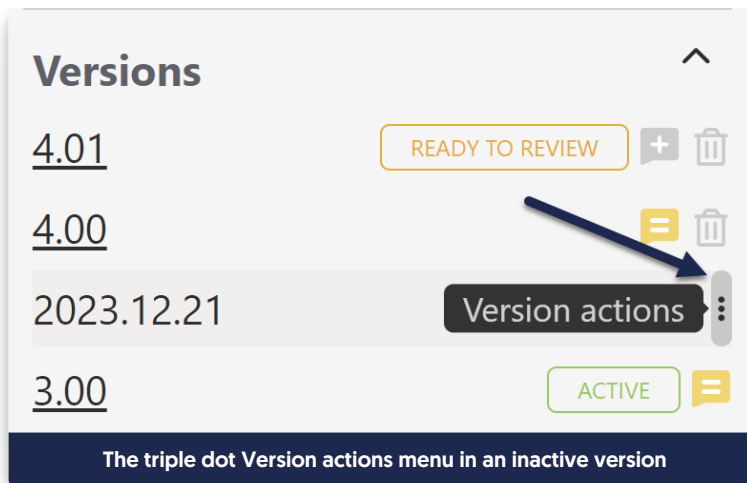 Versions
4.01 READY TO REVIEW
4.00
2023.12.21 Version actions
3.00 ACTIVE
The triple dot Version actions menu in an inactive version